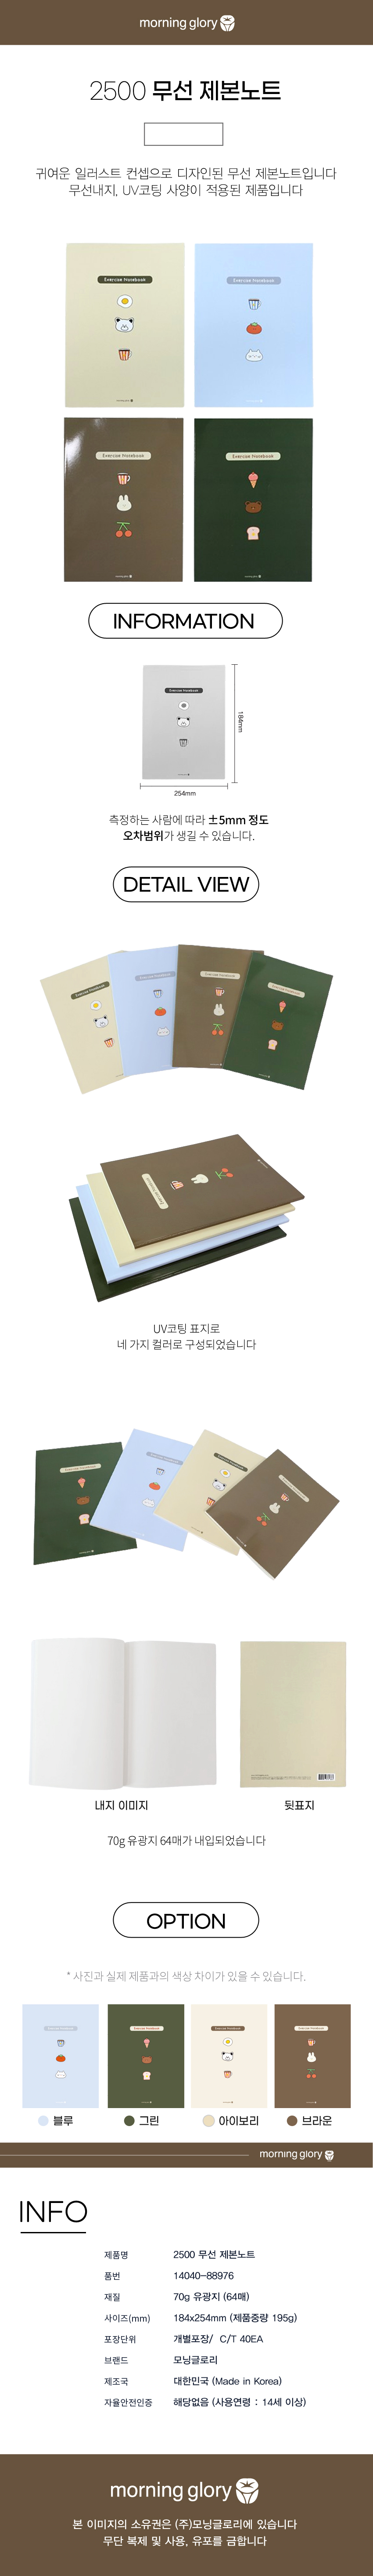 morning glory
2500 무선 제본노트
귀여운 일러스트 컨셉으로 디자인된 무선 제본노트입니다
무선내지, UV코팅 사양이 적용된 제품입니다
Exercise Notebook
Exercise Notebook
Exercise Notebook
Exercise Notebook
INFORMATION
Exercise Notebook
184mm
254mm
측정하는 사람에 따라 ±5mm 정도
오차범위가 생길 수 있습니다.
DETAIL VIEW
UV코팅 표지로
네 가지 컬러로 구성되었습니다
내지 이미지
뒷표지
70g 유광지 64매가 내입되었습니다
OPTION
* 사진과 실제 제품과의 색상 차이가 있을 수 있습니다.
블루
그린
아이보리
브라운
morning glory
INFO
제품명 2500 무선 제본노트
품번 14040-88976
재질 70g 유광지 (64매)
사이즈(mm) 184x254mm (제품중량 195g)
포장단위 개별포장/ C/T 40EA
브랜드 모닝글로리
제조국 대한민국 (Made in Korea)
자율안전인증 해당없음 (사용연령 : 14세 이상)
morning glory
본 이미지의 소유권은 (주)모닝글로리에 있습니다
무단 복제 및 사용, 유포를 금합니다